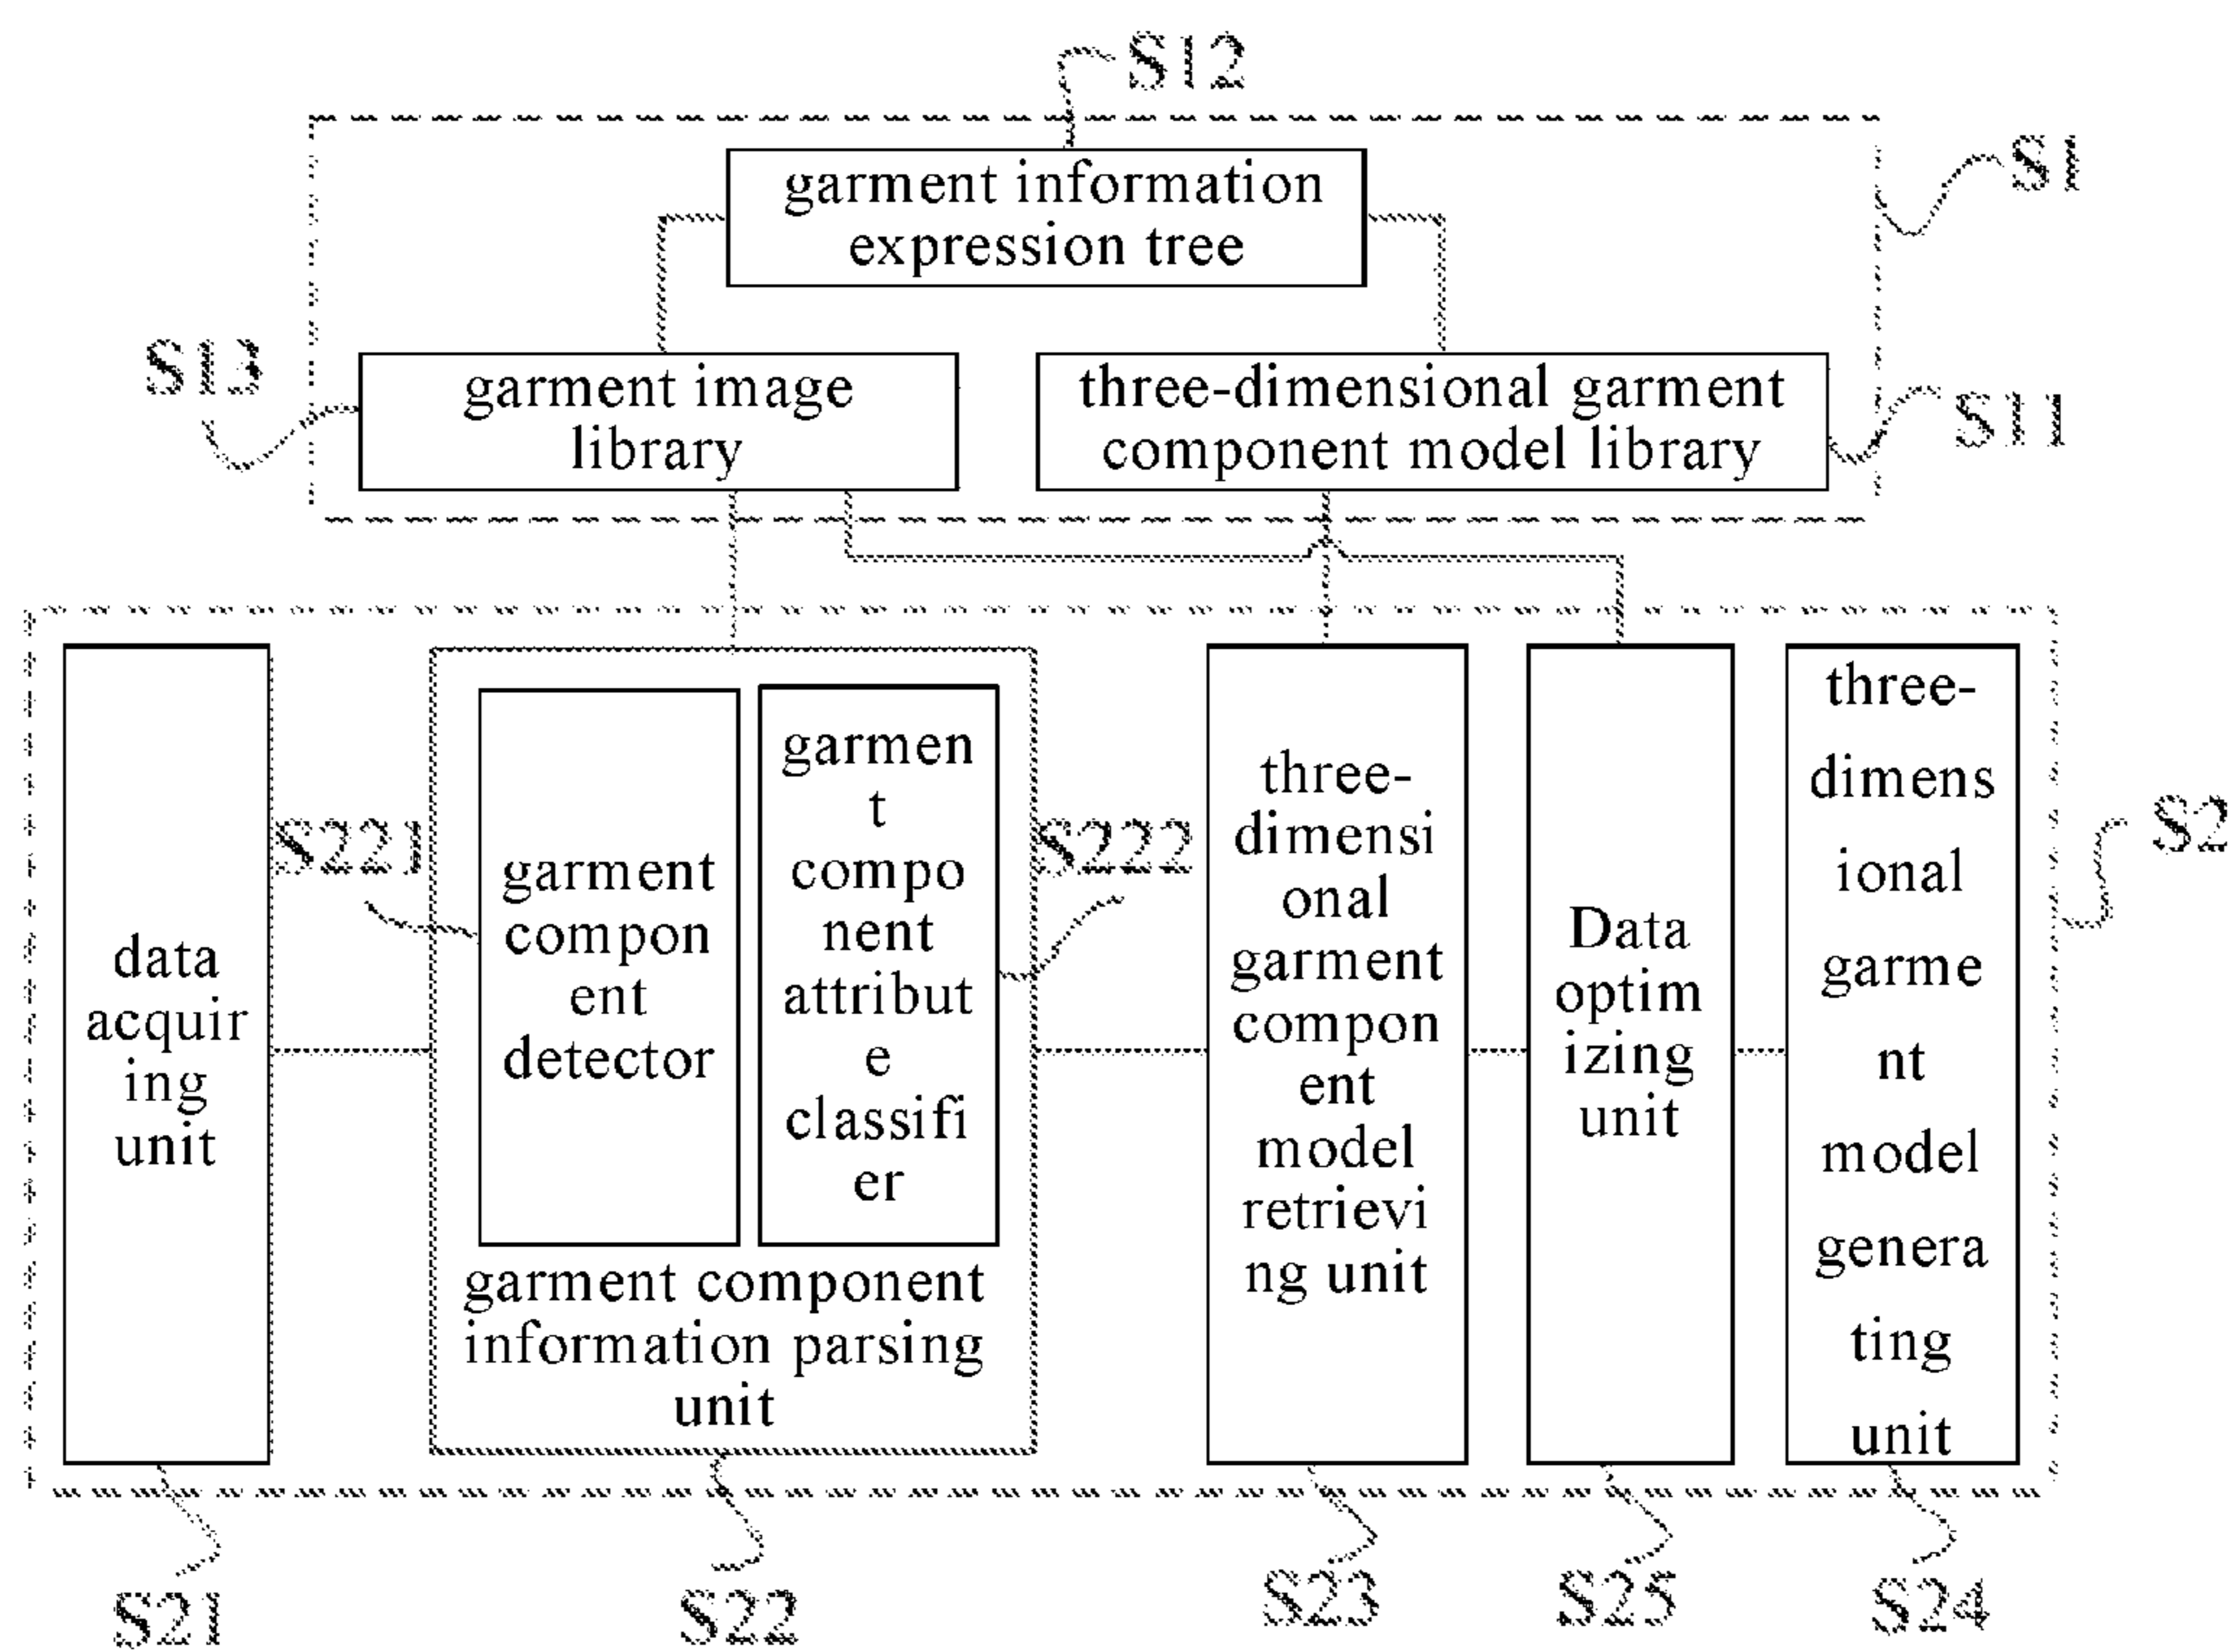 S12
S1
garment information
expression tree
S13
garment image
library
three-dimensional garment
component model library
S11
data
acquir
ing
unit
S221
garment
compon
ent
detector
garmen
t
compo
nent
attribut
e
classifi
er
S222
garment component
information parsing
unit
three-
dimensi
onal
garment
compon
ent
model
retrievi
ng unit
Data
optim
izing
unit
three-
dimens
ional
garme
nt
model
genera
ting
unit
S2
S21
S22
S23
S25
S24